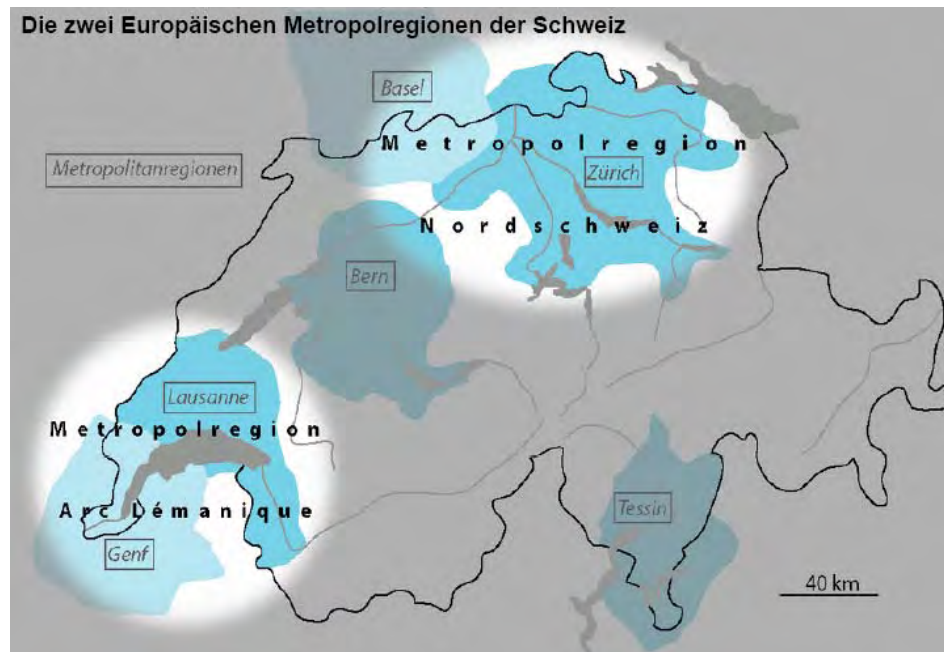 Die zwei Europäischen Metropolregionen der Schweiz
Basel
Metropolregion
Metropolitanregionen
Zürich
Nordschweiz
Bern
Lausanne
Metropolregion
Arc Lémanique
Genf
Tessin
40 km